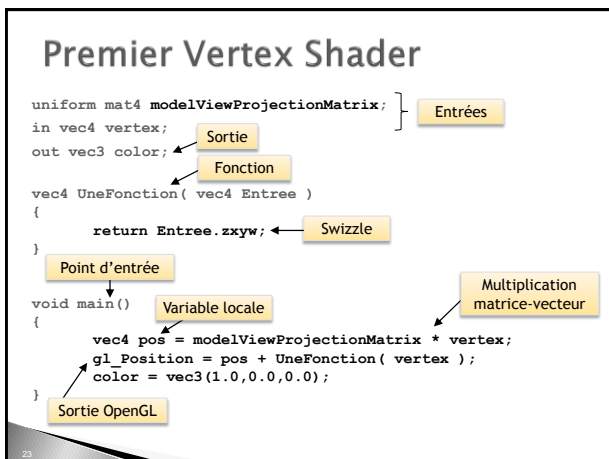 Premier Vertex Shader
uniform mat4 modelViewProjectionMatrix;
Entrées
in vec4 vertex;
Sortie
out vec3 color;
Fonction
vec4 UneFonction( vec4 Entree )
{
return Entree.zxyw;
Swizzle
}
Point d'entrée
void main()
Variable locale
Multiplication
matrice-vecteur
{
vec4 pos = modelViewProjectionMatrix * vertex;
gl_Position = pos + UneFonction( vertex );
color = vec3(1.0,0.0,0.0);
}
Sortie OpenGL
23